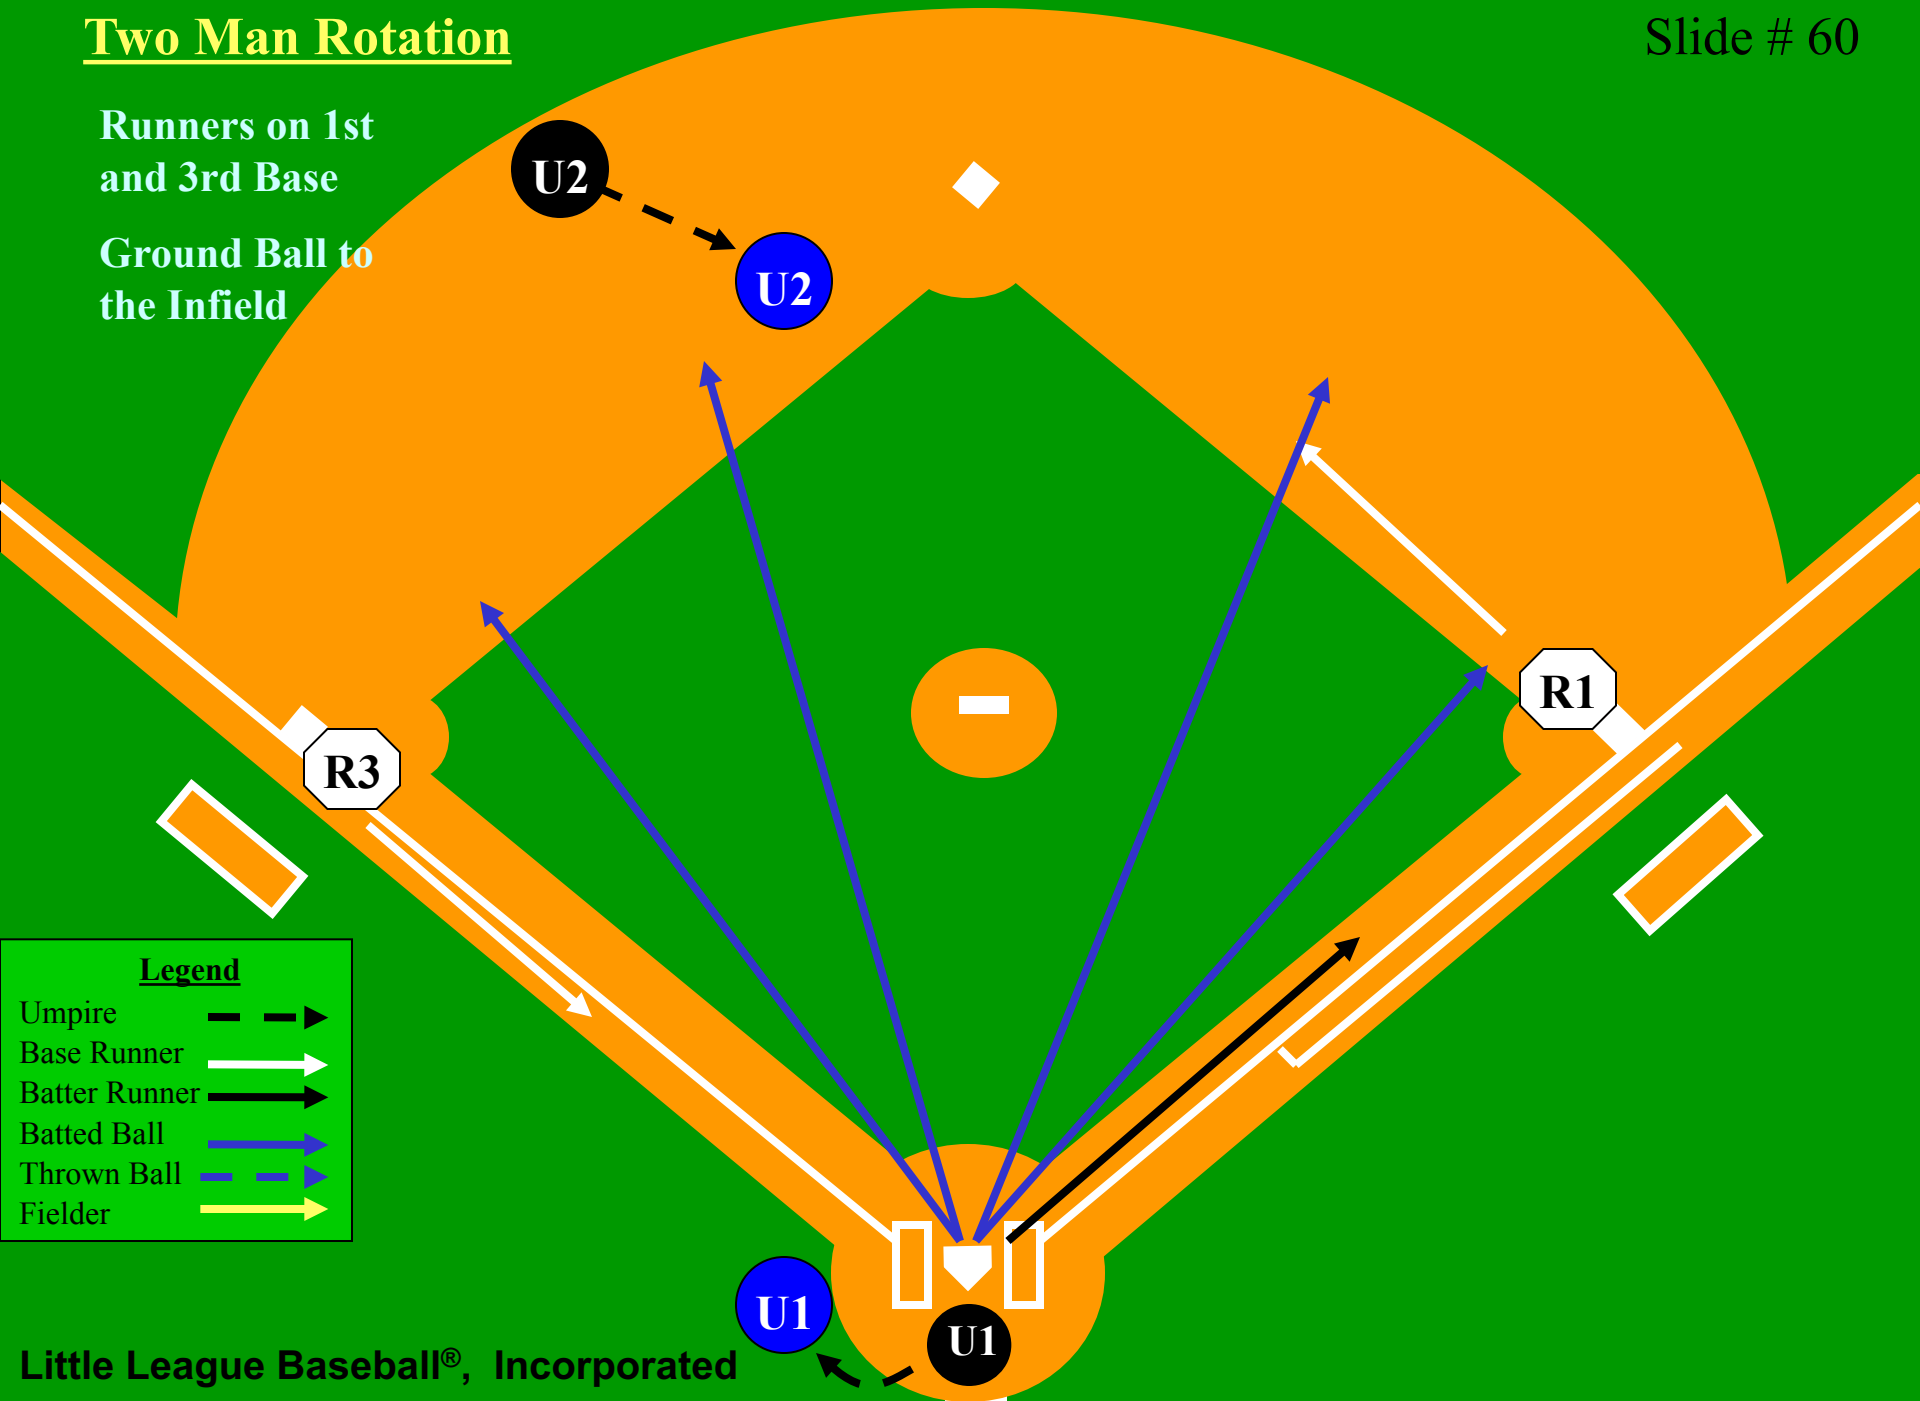 Two Man Rotation
Slide # 60
Runners on 1st
and 3rd Base
Ground Ball to
the Infield
U2
U2
R1
R3
Legend
Umpire
Base Runner
Batter Runner
Batted Ball
Thrown Ball
Fielder
U1
U1
Little League Baseball®, Incorporated